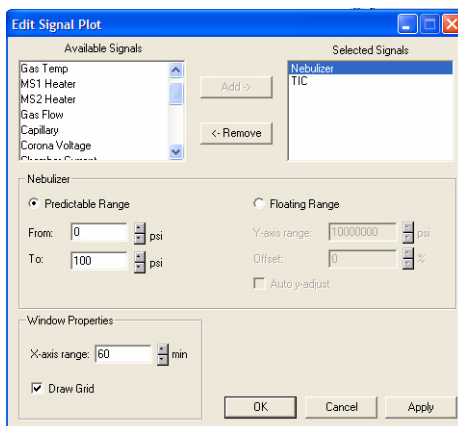 Edit Signal Plot
Available Signals
Selected Signals
Gas Temp
MS1 Heater
MS2 Heater
Gas Flow
Capillary
Corona Voltage
Chamber Current
Add ->
<- Remove
Nebulizer
TIC
Nebulizer
Predictable Range
Floating Range
From: 0 psi
Y-axis range: 10000000 psi
To: 100 psi
Offset: 0 %
Auto y-adjust
Window Properties
X-axis range: 60 min
Draw Grid
OK Cancel Apply